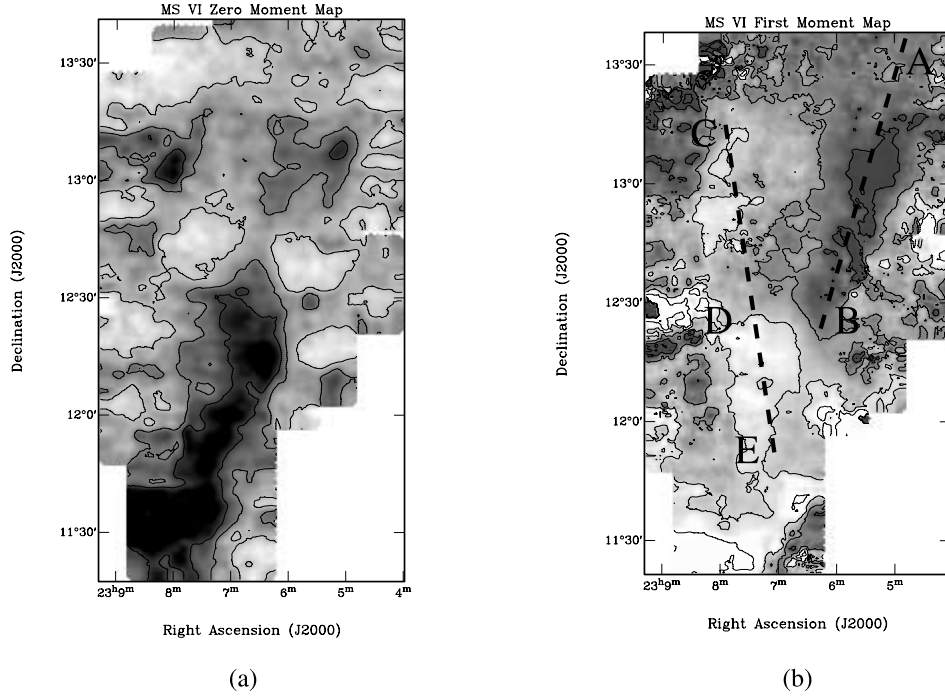 MS VI Zero Moment Map
13°30′
13°0′
12°30′
12°0′
11°30′
Declination (J2000)
23ʰ9ᵐ 8ᵐ 7ᵐ 6ᵐ 5ᵐ 4ᵐ
Right Ascension (J2000)
(a)
MS VI First Moment Map
13°30′
13°0′
12°30′
12°0′
11°30′
Declination (J2000)
A
C
D
B
E
23ʰ9ᵐ 8ᵐ 7ᵐ 6ᵐ 5ᵐ
Right Ascension (J2000)
(b)